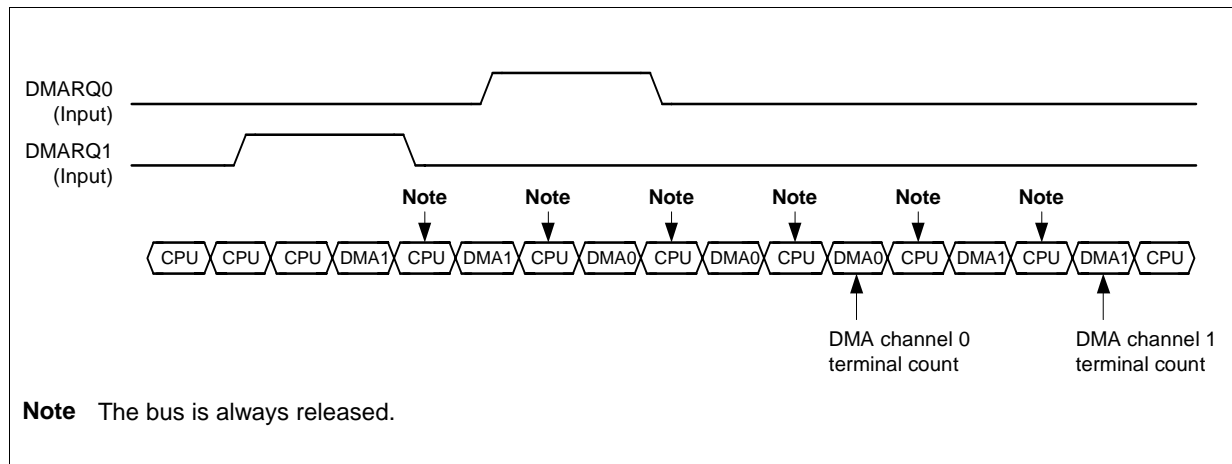 DMARQ0
(Input)
DMARQ1
(Input)
Note Note Note Note Note Note
CPU CPU CPU DMA1 CPU DMA1 CPU DMA0 CPU DMA0 CPU DMA0 CPU DMA1 CPU DMA1 CPU
DMA channel 0
terminal count
DMA channel 1
terminal count
Note The bus is always released.